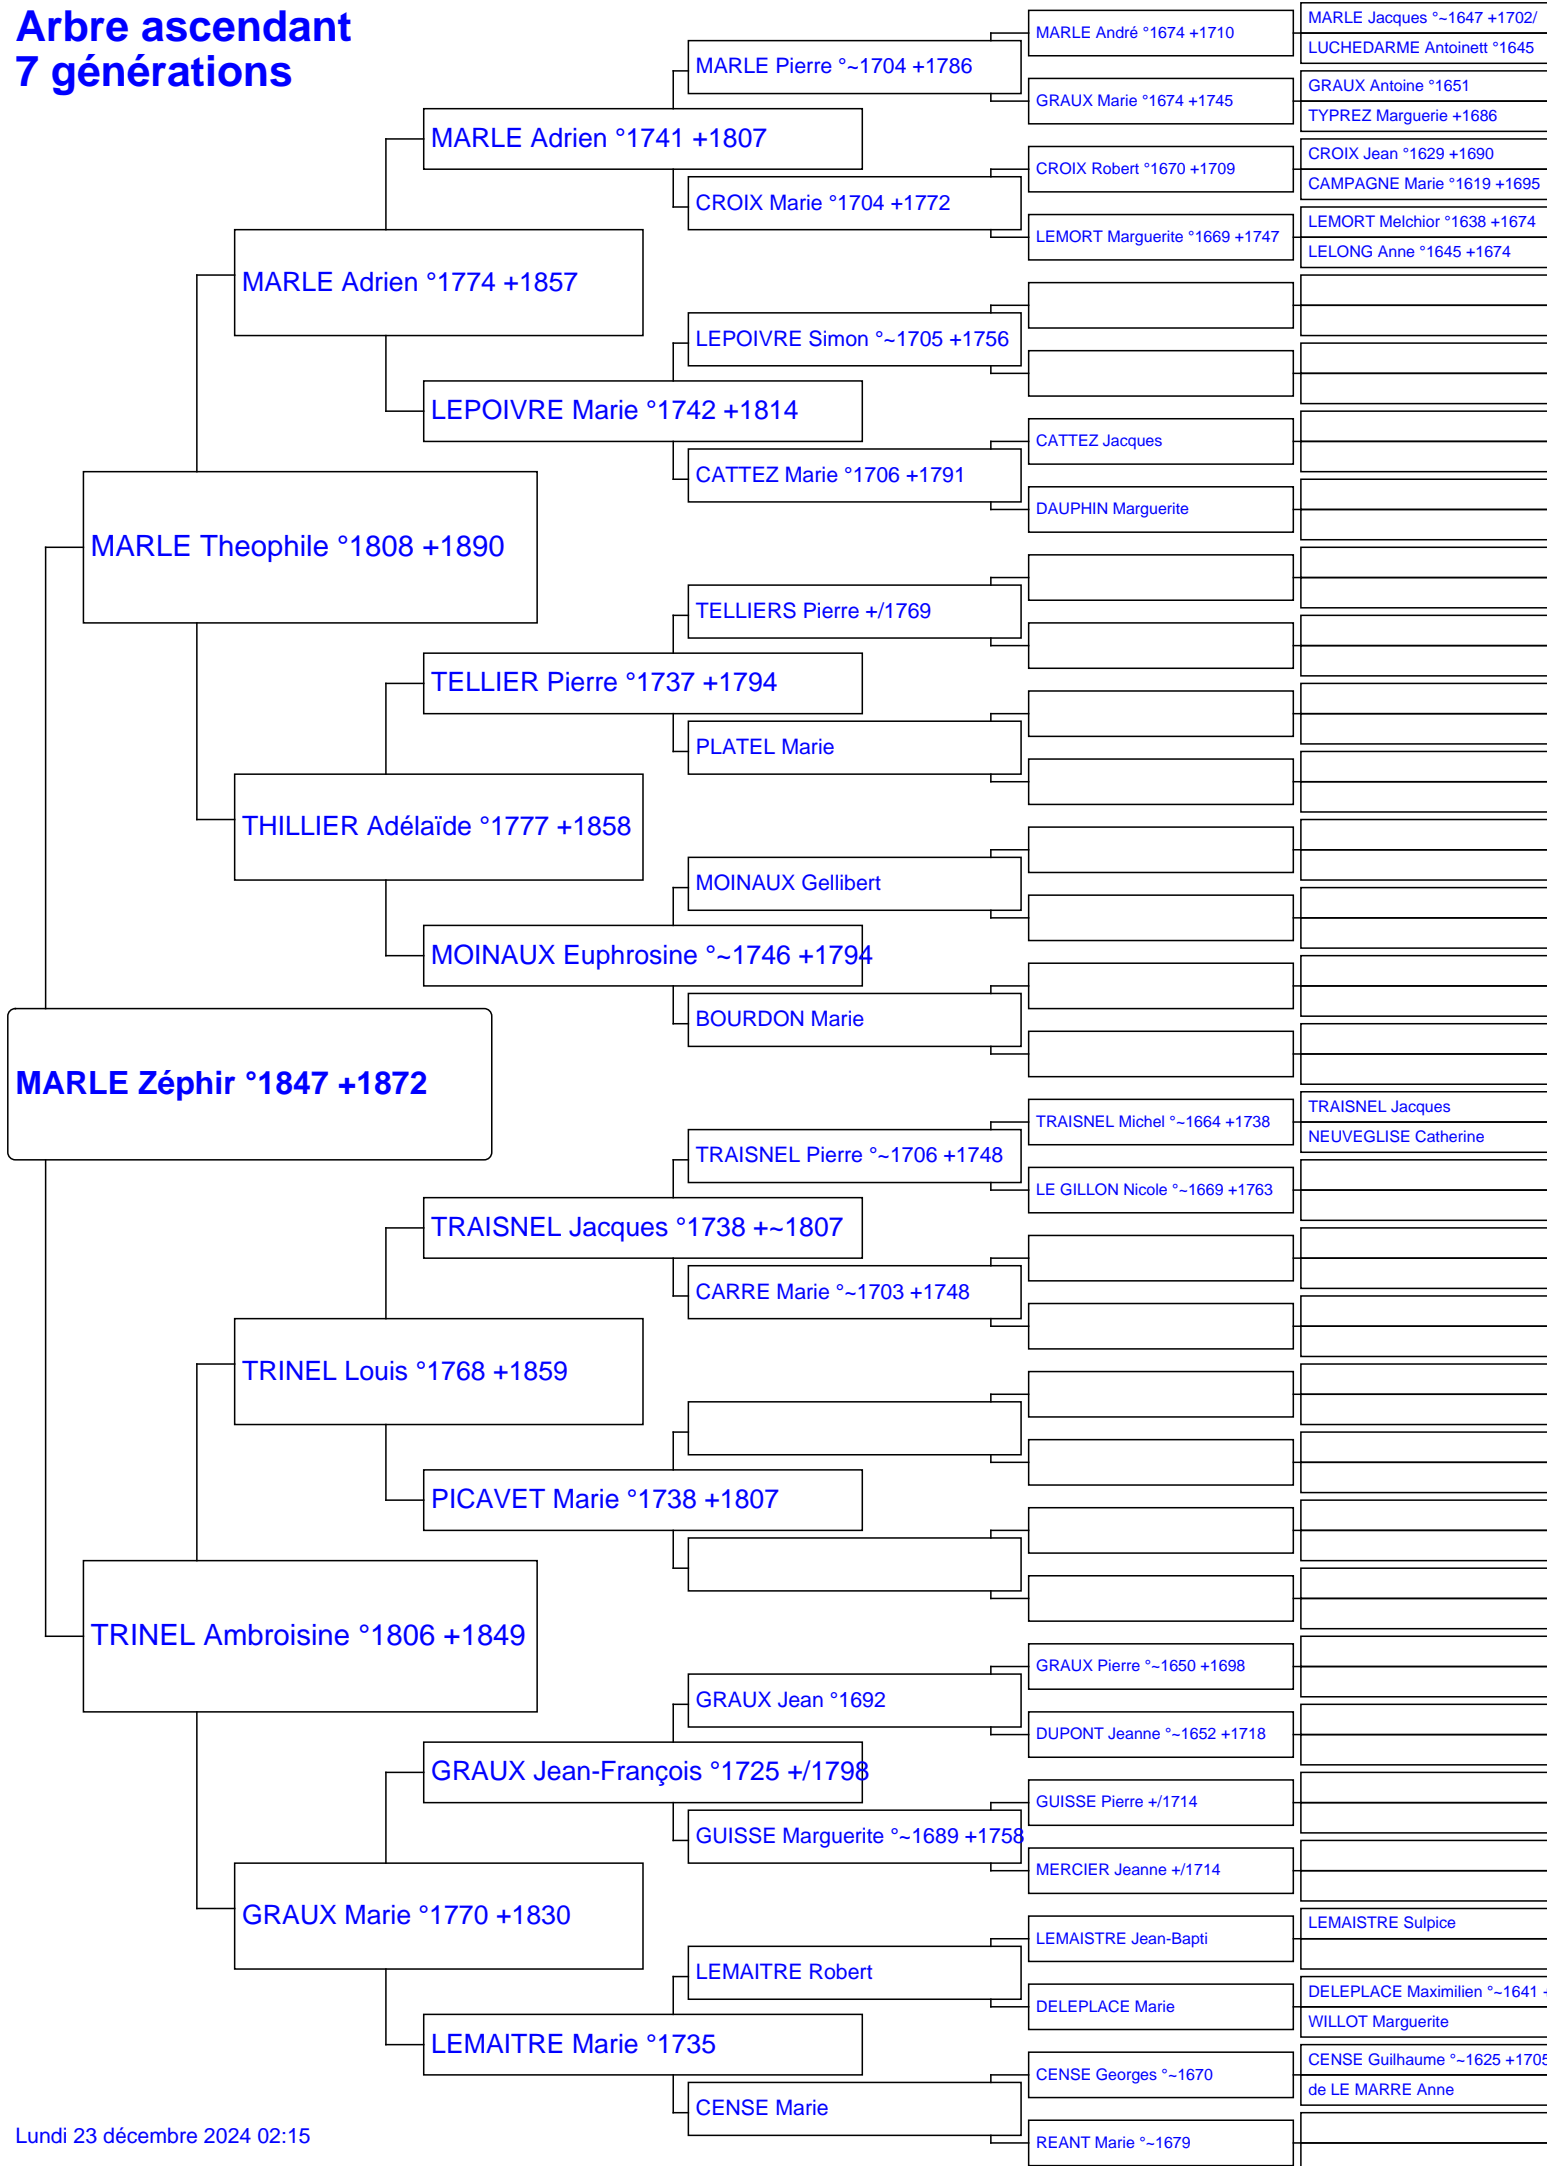 Arbre ascendant
7 générations
MARLE Zéphir °1847 +1872
MARLE Theophile °1808 +1890
TRINEL Ambroisine °1806 +1849
MARLE Adrien °1774 +1857
THILLIER Adélaïde °1777 +1858
TRINEL Louis °1768 +1859
GRAUX Marie °1770 +1830
MARLE Adrien °1741 +1807
LEPOIVRE Marie °1742 +1814
TELLIER Pierre °1737 +1794
MOINAUX Euphrosine °~1746 +1794
TRAISNEL Jacques °1738 +~1807
PICAVET Marie °1738 +1807
GRAUX Jean-François °1725 +/1798
LEMAITRE Marie °1735
MARLE Pierre °~1704 +1786
CROIX Marie °1704 +1772
LEPOIVRE Simon °~1705 +1756
CATTEZ Marie °1706 +1791
TELLIERS Pierre +/1769
PLATEL Marie
MOINAUX Gellibert
BOURDON Marie
TRAISNEL Pierre °~1706 +1748
CARRE Marie °~1703 +1748
GRAUX Jean °1692
GUISSE Marguerite °~1689 +1758
LEMAITRE Robert
CENSE Marie
MARLE André °1674 +1710
GRAUX Marie °1674 +1745
CROIX Robert °1670 +1709
LEMORT Marguerite °1669 +1747
CATTEZ Jacques
DAUPHIN Marguerite
TRAISNEL Michel °~1664 +1738
LE GILLON Nicole °~1669 +1763
GRAUX Pierre °~1650 +1698
DUPONT Jeanne °~1652 +1718
GUISSE Pierre +/1714
MERCIER Jeanne +/1714
LEMAISTRE Jean-Bapti
DELEPLACE Marie
CENSE Georges °~1670
REANT Marie °~1679
MARLE Jacques °~1647 +1702/
LUCHEDARME Antoinett °1645
GRAUX Antoine °1651
TYPREZ Marguerie +1686
CROIX Jean °1629 +1690
CAMPAGNE Marie °1619 +1695
LEMORT Melchior °1638 +1674
LELONG Anne °1645 +1674
TRAISNEL Jacques
NEUVEGLISE Catherine
LEMAISTRE Sulpice
DELEPLACE Maximilien °~1641 +
WILLOT Marguerite
CENSE Guilhaume °~1625 +1705
de LE MARRE Anne
Lundi 23 décembre 2024 02:15